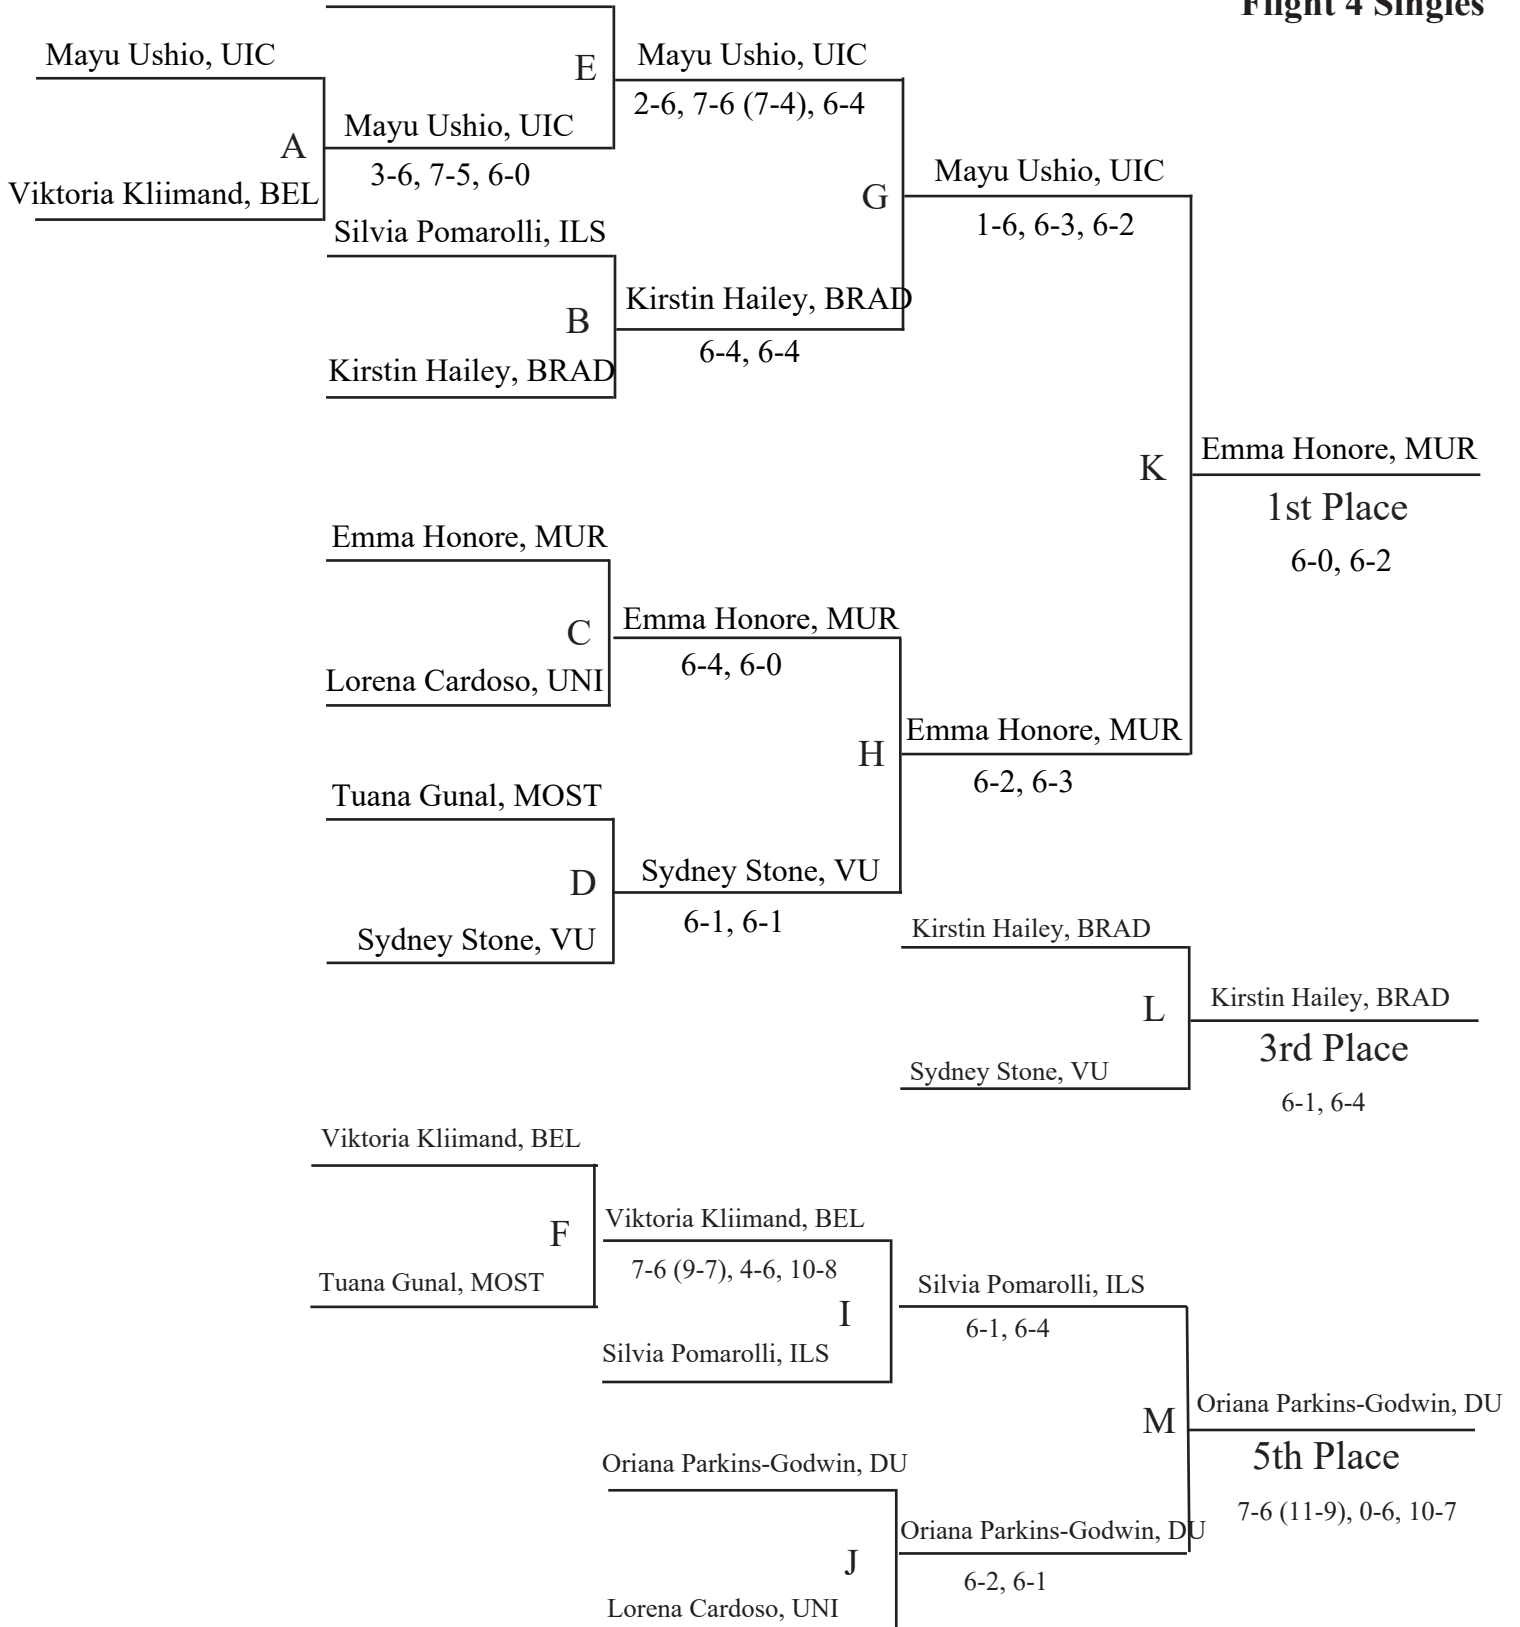 Flight 4 Singles
Mayu Ushio, UIC
E
Mayu Ushio, UIC
2-6, 7-6 (7-4), 6-4
A
Mayu Ushio, UIC
3-6, 7-5, 6-0
Viktoria Kliimand, BEL
G
Mayu Ushio, UIC
1-6, 6-3, 6-2
Silvia Pomarolli, ILS
B
Kirstin Hailey, BRAD
6-4, 6-4
Kirstin Hailey, BRAD
K
Emma Honore, MUR
1st Place
6-0, 6-2
Emma Honore, MUR
C
Emma Honore, MUR
6-4, 6-0
Lorena Cardoso, UNI
H
Emma Honore, MUR
6-2, 6-3
Tuana Gunal, MOST
D
Sydney Stone, VU
6-1, 6-1
Sydney Stone, VU
Kirstin Hailey, BRAD
L
Kirstin Hailey, BRAD
3rd Place
6-1, 6-4
Sydney Stone, VU
Viktoria Kliimand, BEL
F
Viktoria Kliimand, BEL
7-6 (9-7), 4-6, 10-8
Tuana Gunal, MOST
I
Silvia Pomarolli, ILS
6-1, 6-4
Silvia Pomarolli, ILS
M
Oriana Parkins-Godwin, DU
5th Place
7-6 (11-9), 0-6, 10-7
Oriana Parkins-Godwin, DU
J
Oriana Parkins-Godwin, DU
6-2, 6-1
Lorena Cardoso, UNI